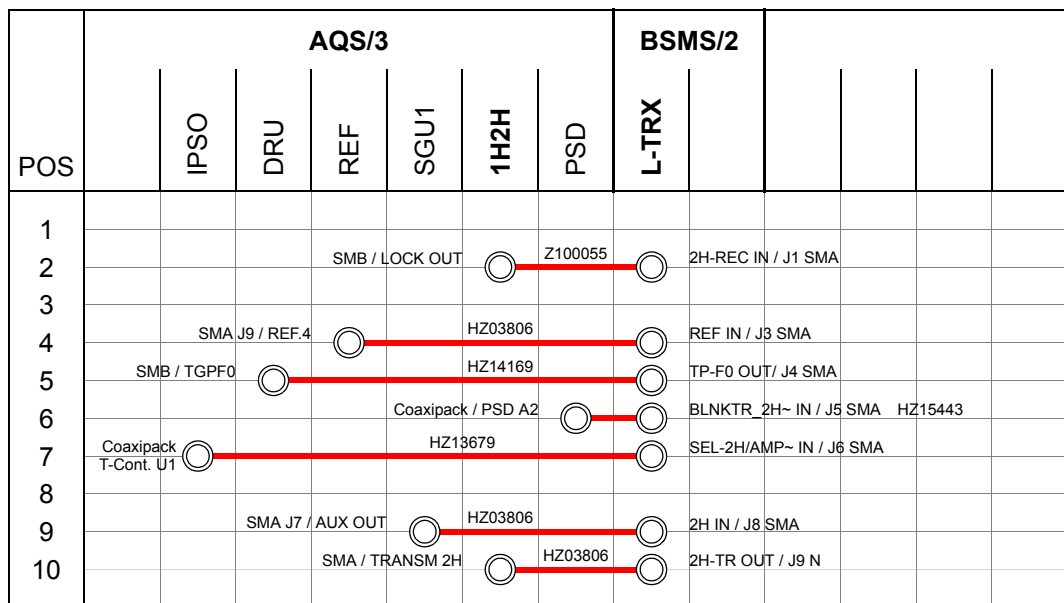 AQS/3 BSMS/2
POS IPSO DRU REF SGU1 1H2H PSD L-TRX
1
2 SMB / LOCK OUT Z100055 2H-REC IN / J1 SMA
3
4 SMA J9 / REF.4 HZ03806 REF IN / J3 SMA
5 SMB / TGPF0 HZ14169 TP-F0 OUT/ J4 SMA
6 Coaxipack / PSD A2 BLNKTR_2H~ IN / J5 SMA HZ15443
7 Coaxipack T-Cont. U1 HZ13679 SEL-2H/AMP~ IN / J6 SMA
8
9 SMA J7 / AUX OUT HZ03806 2H IN / J8 SMA
10 SMA / TRANSM 2H HZ03806 2H-TR OUT / J9 N